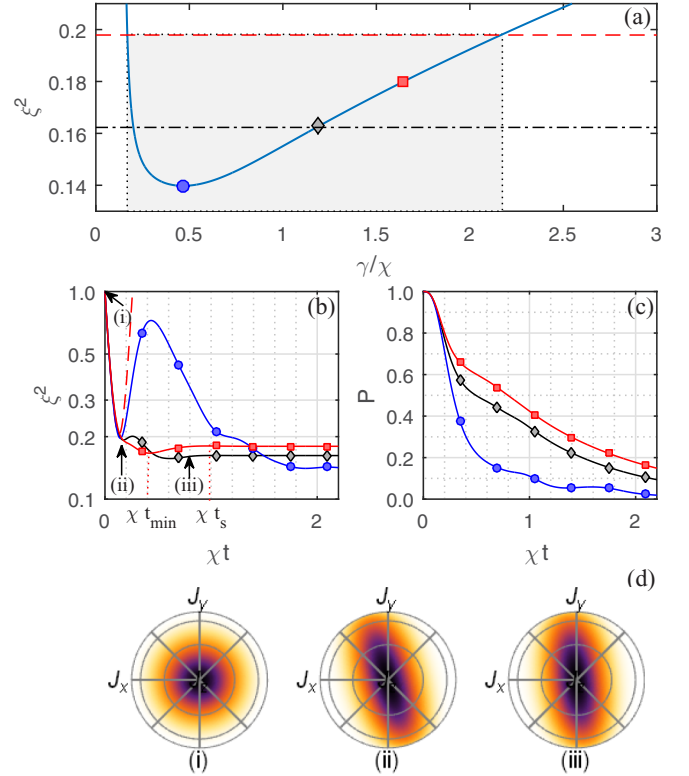 (a)
0.2
0.18
0.16
0.14
ξ²
0 0.5 1 1.5 2 2.5 3
γ/χ
(b)
1.0
0.5
0.3
0.2
0.1
ξ²
(i)
(ii)
(iii)
χ t_min
χ t_s
0 2
χt
(c)
1.0
0.8
0.6
0.4
0.2
0.0
P
0 1 2
χt
(d)
J_y J_y J_y
J_x J_x J_x
(i) (ii) (iii)